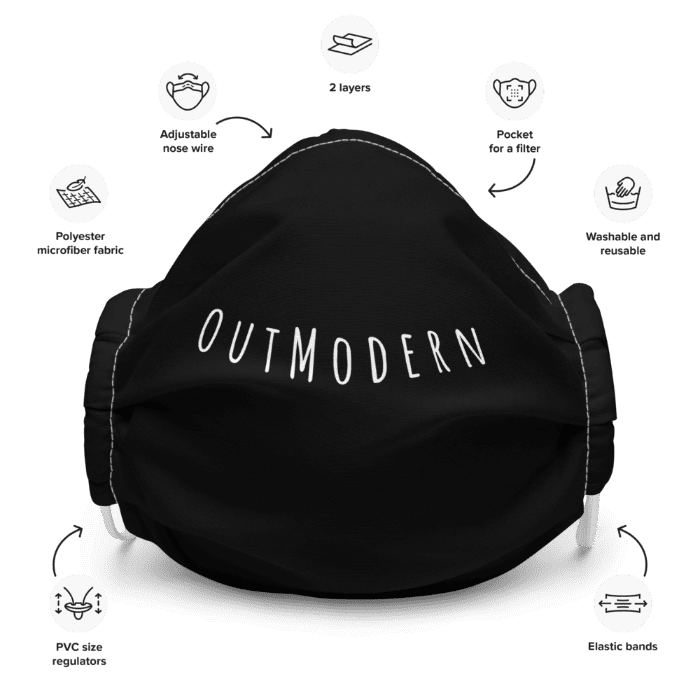 2 layers
Adjustable
nose wire
Pocket
for a filter
Polyester
microfiber fabric
Washable and
reusable
OUTMODERN
PVC size
regulators
Elastic bands